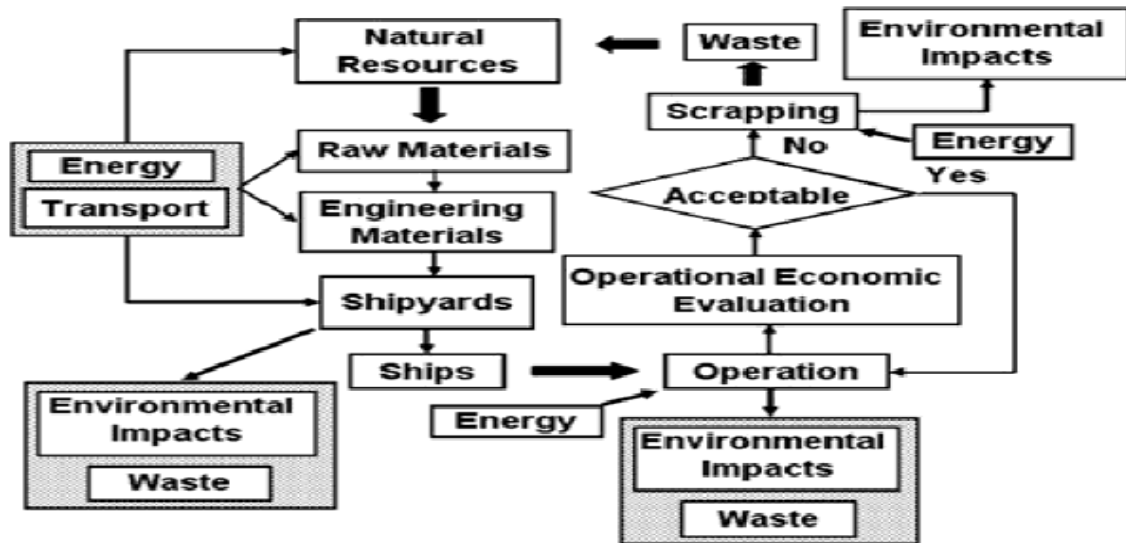 Natural
Resources
Waste
Environmental
Impacts
Scrapping
Energy
No
Yes
Raw Materials
Energy
Transport
Acceptable
Engineering
Materials
Operational Economic
Evaluation
Shipyards
Ships
Operation
Energy
Environmental
Impacts
Waste
Environmental
Impacts
Waste